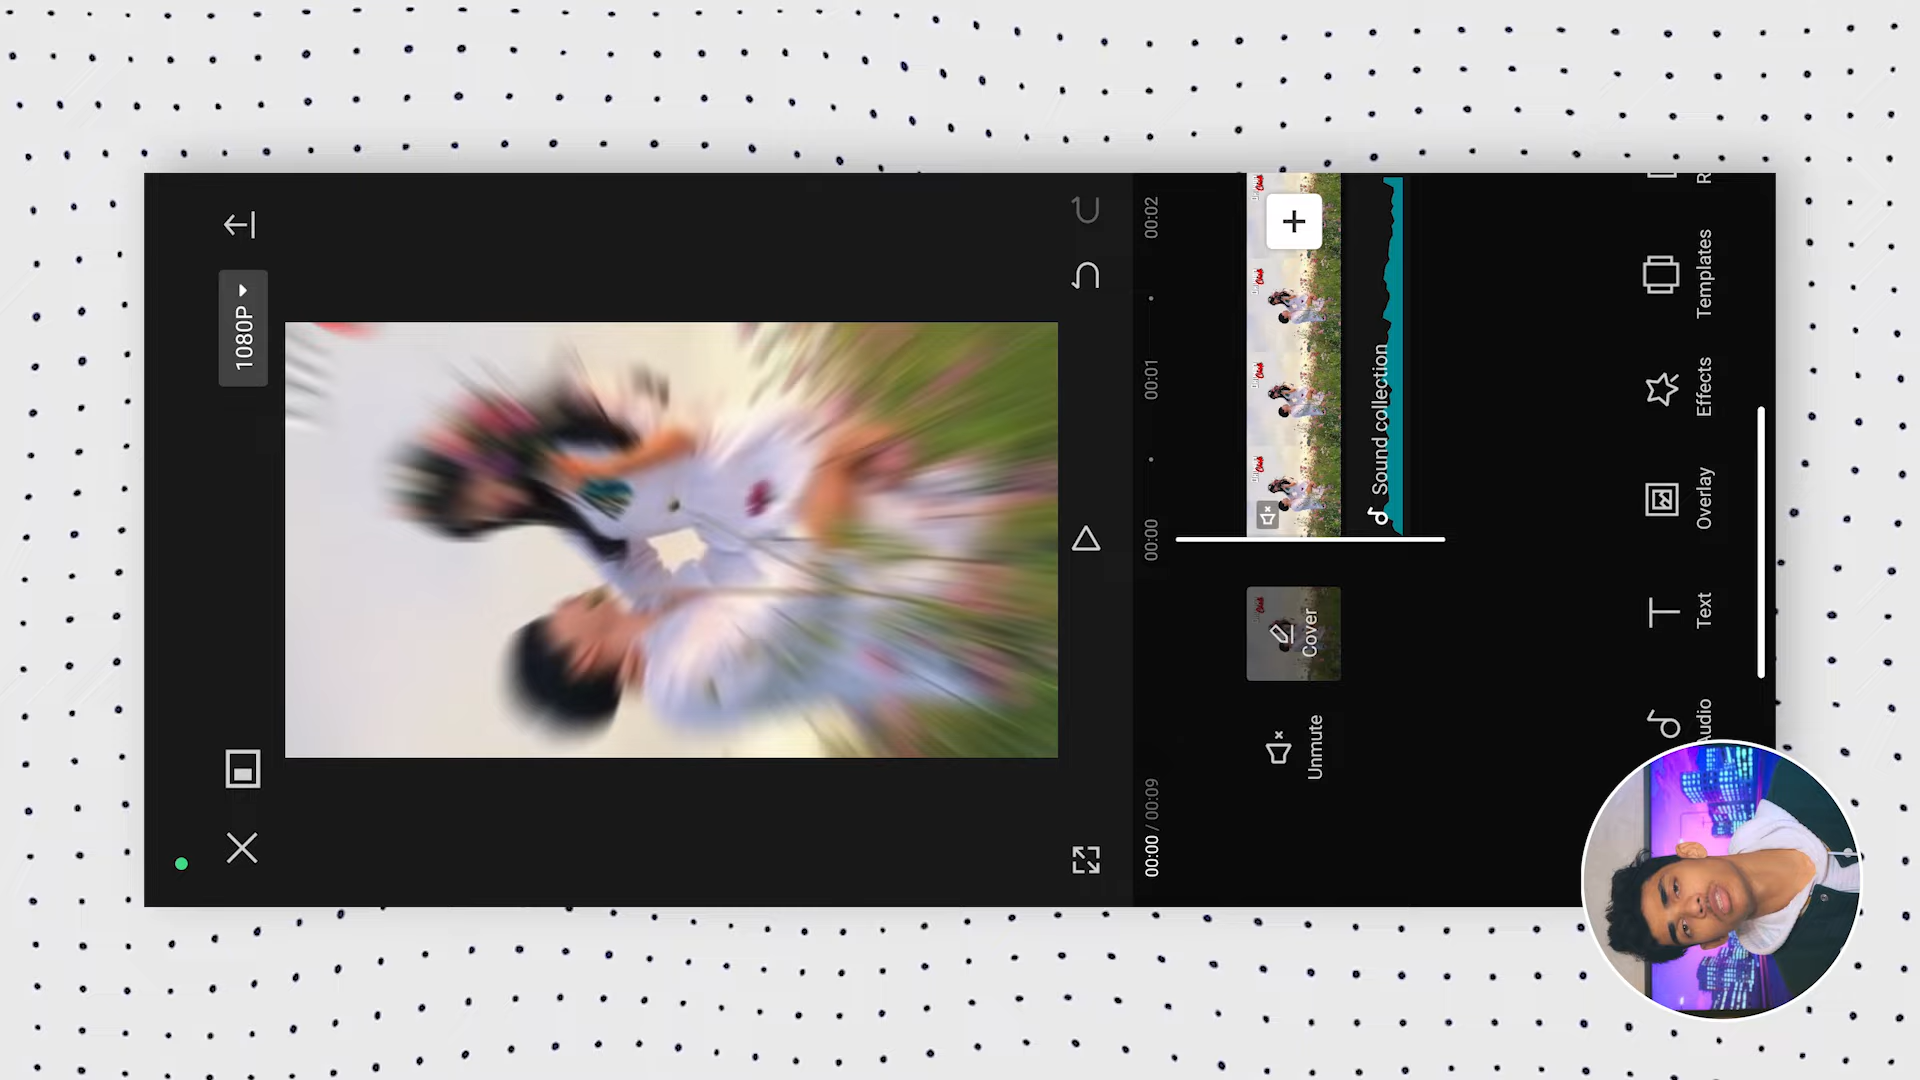 1080P
00:00 / 00:09
00:00
00:01
00:02
Unmute
Cover
Sound collection
Audio
Text
Overlay
Effects
Templates